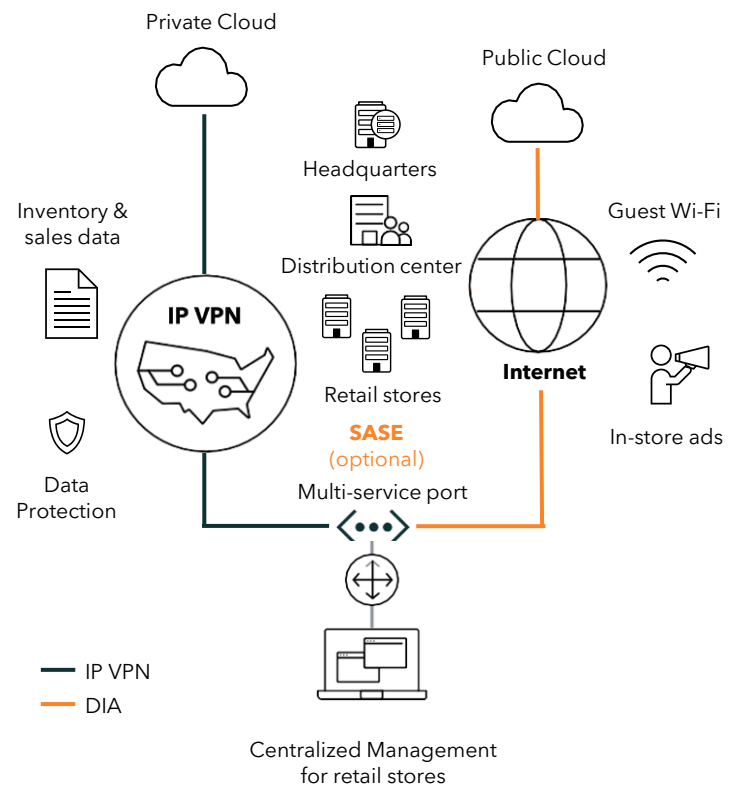 Private Cloud
Public Cloud
Headquarters
Inventory &
sales data
Guest Wi-Fi
Distribution center
IP VPN
Internet
Retail stores
In-store ads
SASE
(optional)
Data
Protection
Multi-service port
IP VPN
DIA
Centralized Management
for retail stores